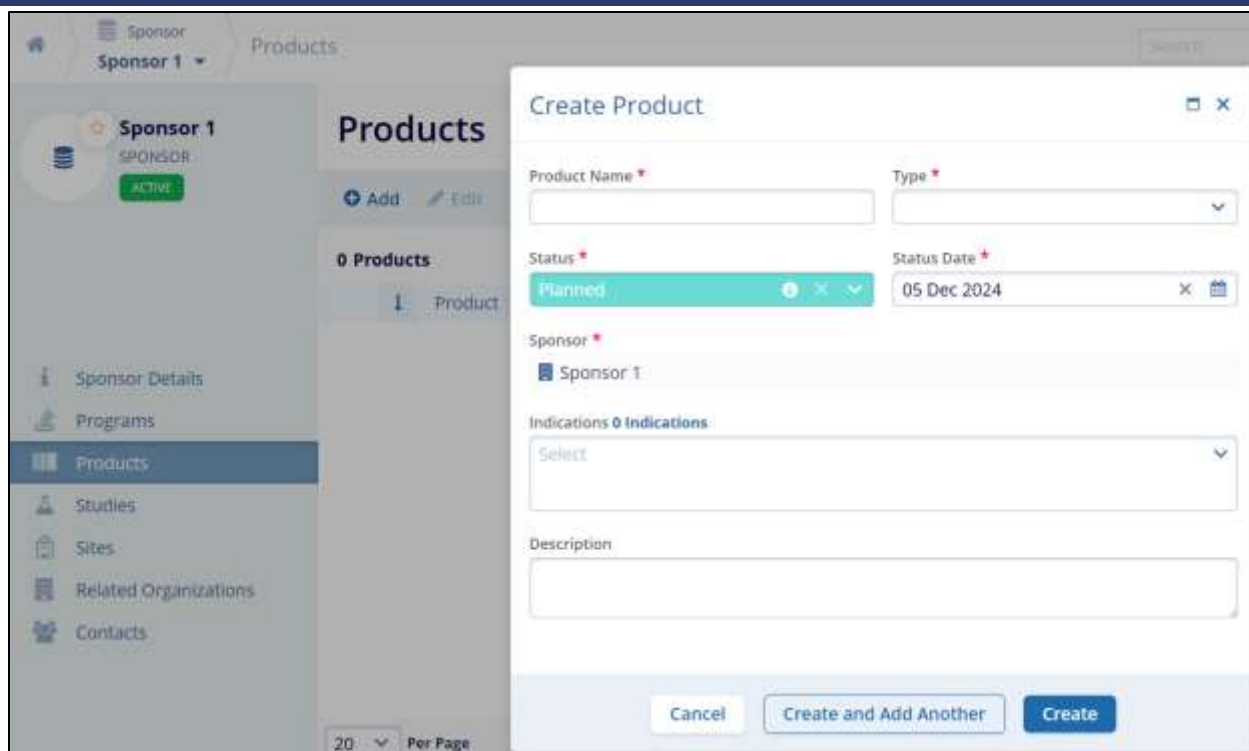 Sponsor
Sponsor 1
Products
Search
Sponsor 1
SPONSOR
ACTIVE
Products
Add Edit
0 Products
Product
Sponsor Details
Programs
Products
Studies
Sites
Related Organizations
Contacts
20 Per Page
Create Product
Product Name * Type *
Status * Status Date *
Planned 05 Dec 2024
Sponsor *
Sponsor 1
Indications 0 Indications
Select
Description
Cancel Create and Add Another Create